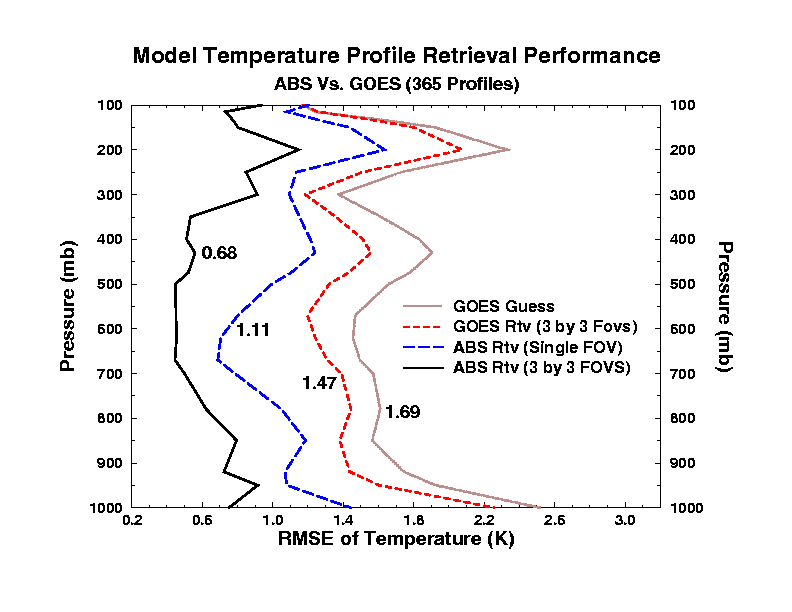 Model Temperature Profile Retrieval Performance
ABS Vs. GOES (365 Profiles)
100 100
200 200
300 300
0.68
400 400
500 500
GOES Guess
GOES Rtv (3 by 3 Fovs)
1.11
600 600
ABS Rtv (Single FOV)
ABS Rtv (3 by 3 FOVS)
700 700
1.47
1.69
800 800
900 900
1000 1000
Pressure (mb)
Pressure (mb)
0.2 0.6 1.0 1.4 1.8 2.2 2.6 3.0
RMSE of Temperature (K)